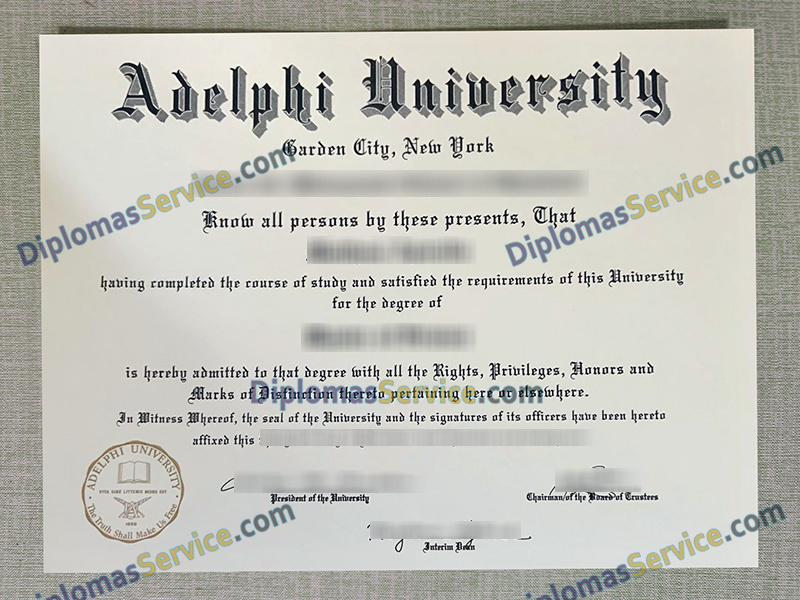 Adelphi University
Garden City, New York
Know all persons by these presents, That
having completed the course of study and satisfied the requirements of this University
for the degree of
is hereby admitted to that degree with all the Rights, Privileges, Honors and
Marks of Distinction thereto pertaining here or elsewhere.
In Witness Whereof, the seal of the University and the signatures of its officers have been hereto
affixed this
ADELPHI UNIVERSITY
The Truth Shall Make Us Free
President of the University
Chairman/of the Board of Trustees
Interim Dean
DiplomasService.com
DiplomasService.com
DiplomasService.com
DiplomasService.com
DiplomasService.com